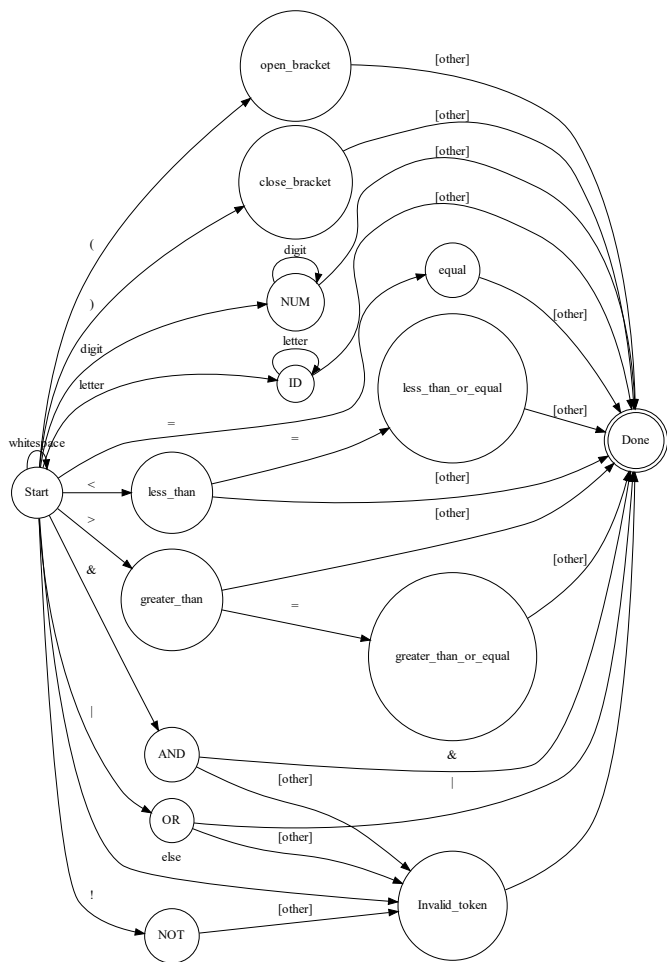 open_bracket
[other]
close_bracket
[other]
[other]
[other]
(
)
digit
NUM
digit
equal
[other]
letter
ID
letter
less_than_or_equal
[other]
=
=
whitespace
Start
<
less_than
[other]
Done
>
[other]
&
greater_than
=
[other]
greater_than_or_equal
|
AND
&
[other]
|
OR
[other]
else
!
[other]
Invalid_token
NOT